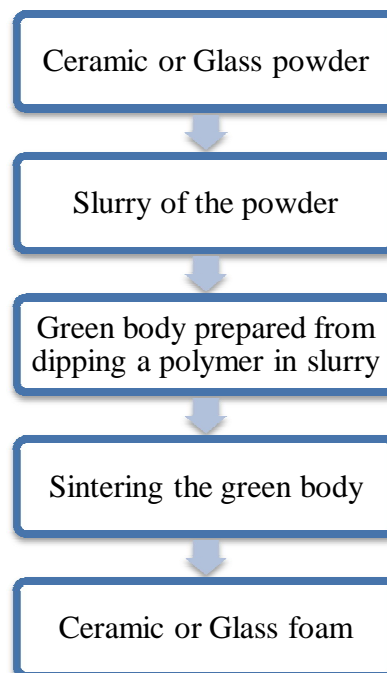 Ceramic or Glass powder
Slurry of the powder
Green body prepared from
dipping a polymer in slurry
Sintering the green body
Ceramic or Glass foam